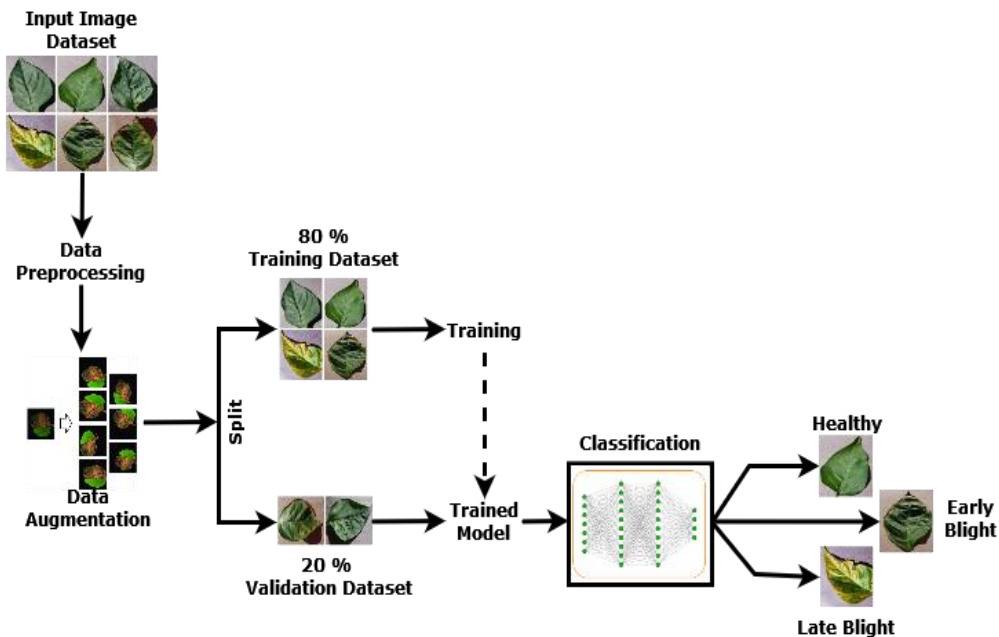 Input Image
Dataset
Data
Preprocessing
Data
Augmentation
Split
80 %
Training Dataset
Training
20 %
Validation Dataset
Trained
Model
Classification
Healthy
Early
Blight
Late Blight